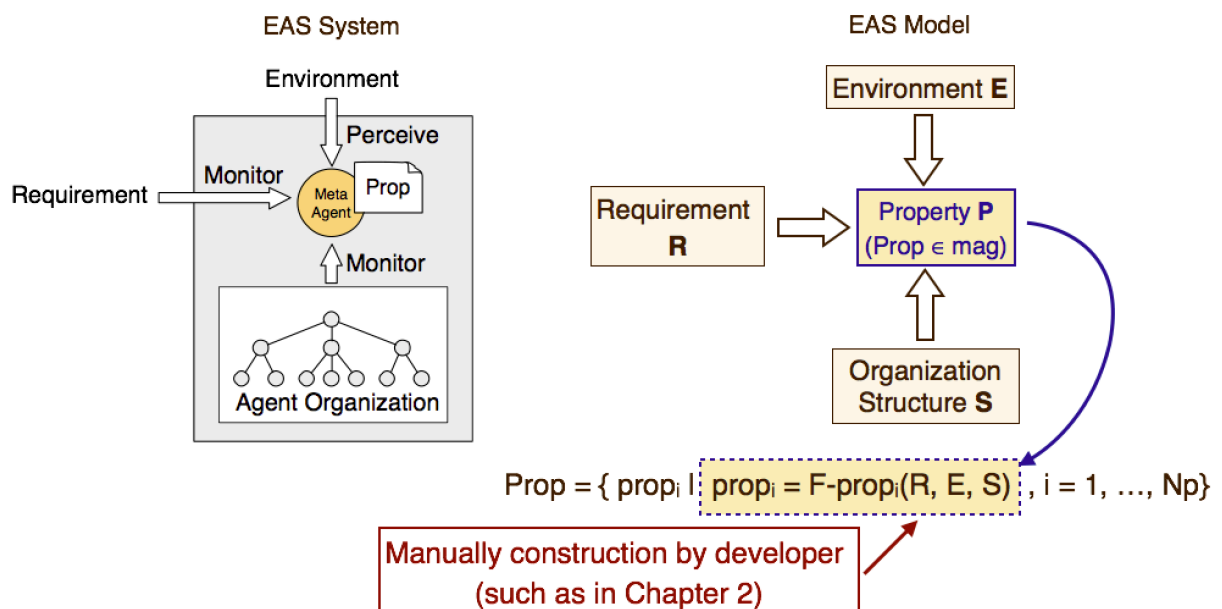 EAS System
Environment
Perceive
Monitor
Requirement
Meta
Agent
Prop
Monitor
Agent Organization
EAS Model
Environment E
Requirement
R
Property P
(Prop ∈ mag)
Organization
Structure S
Prop = { propᵢ | propᵢ = F-propᵢ(R, E, S) , i = 1, …, Np}
Manually construction by developer
(such as in Chapter 2)